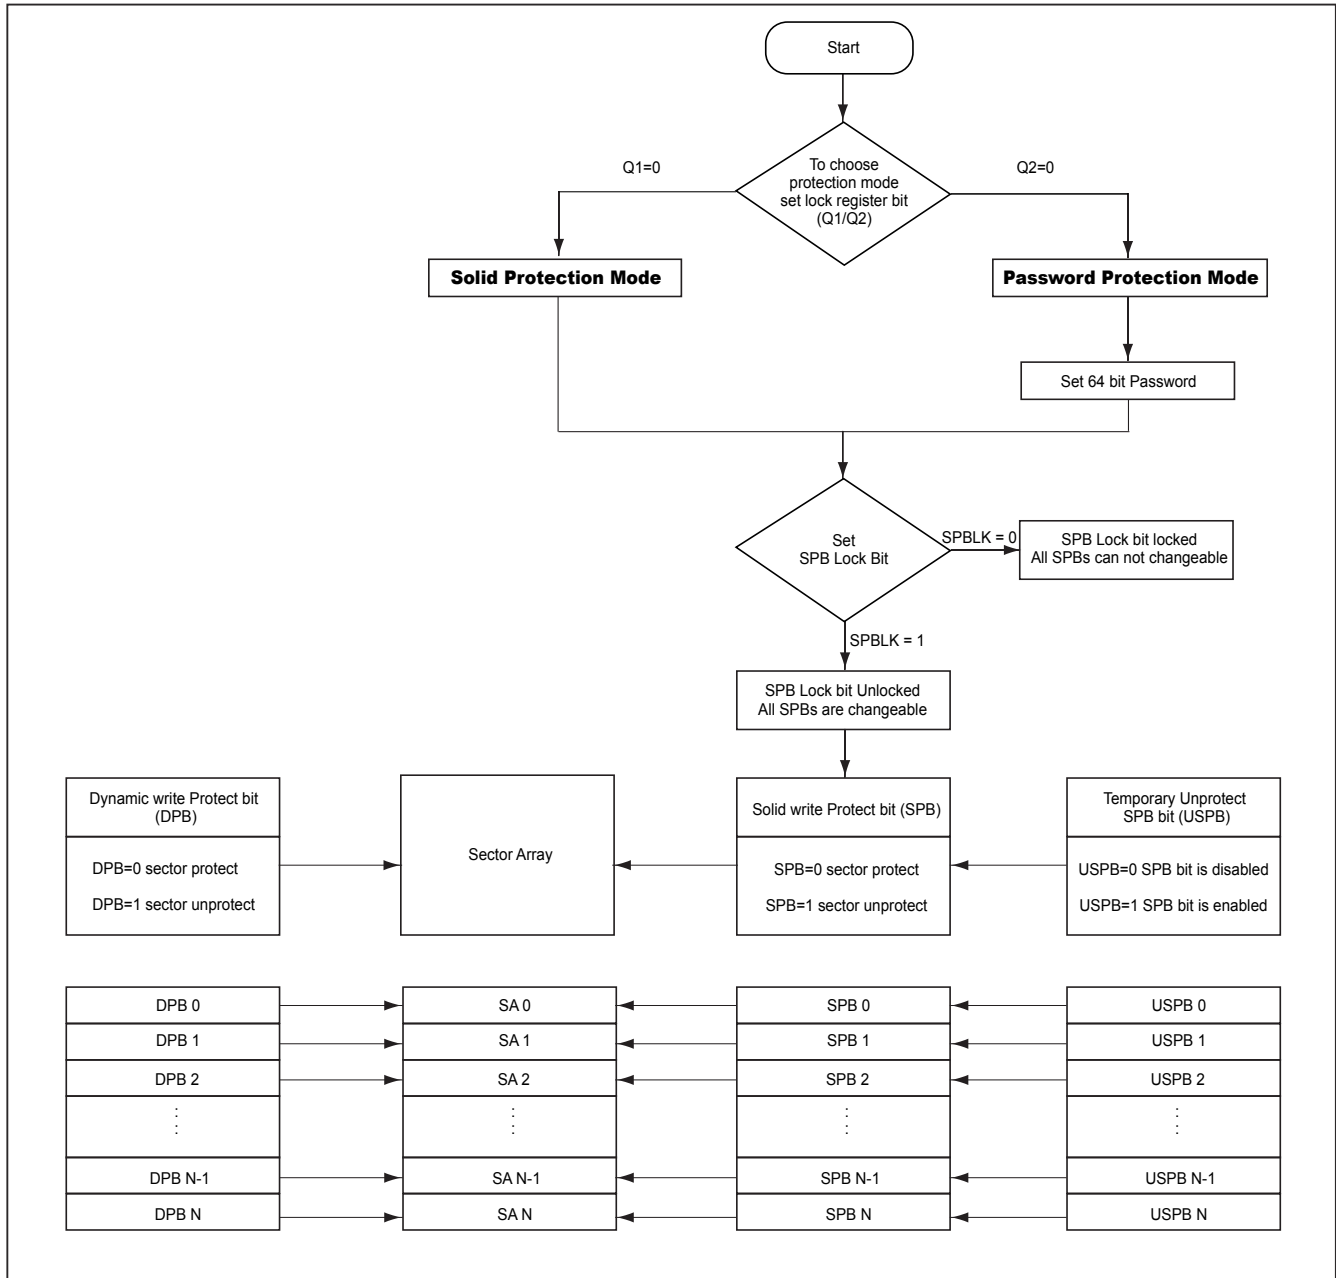 Start
To choose
protection mode
set lock register bit
(Q1/Q2)
Q1=0
Q2=0
Solid Protection Mode
Password Protection Mode
Set 64 bit Password
Set
SPB Lock Bit
SPBLK = 0
SPB Lock bit locked
All SPBs can not changeable
SPBLK = 1
SPB Lock bit Unlocked
All SPBs are changeable
Dynamic write Protect bit
(DPB)
DPB=0 sector protect
DPB=1 sector unprotect
Sector Array
Solid write Protect bit (SPB)
SPB=0 sector protect
SPB=1 sector unprotect
Temporary Unprotect
SPB bit (USPB)
USPB=0 SPB bit is disabled
USPB=1 SPB bit is enabled
DPB 0
SA 0
SPB 0
USPB 0
DPB 1
SA 1
SPB 1
USPB 1
DPB 2
SA 2
SPB 2
USPB 2
DPB N-1
SA N-1
SPB N-1
USPB N-1
DPB N
SA N
SPB N
USPB N